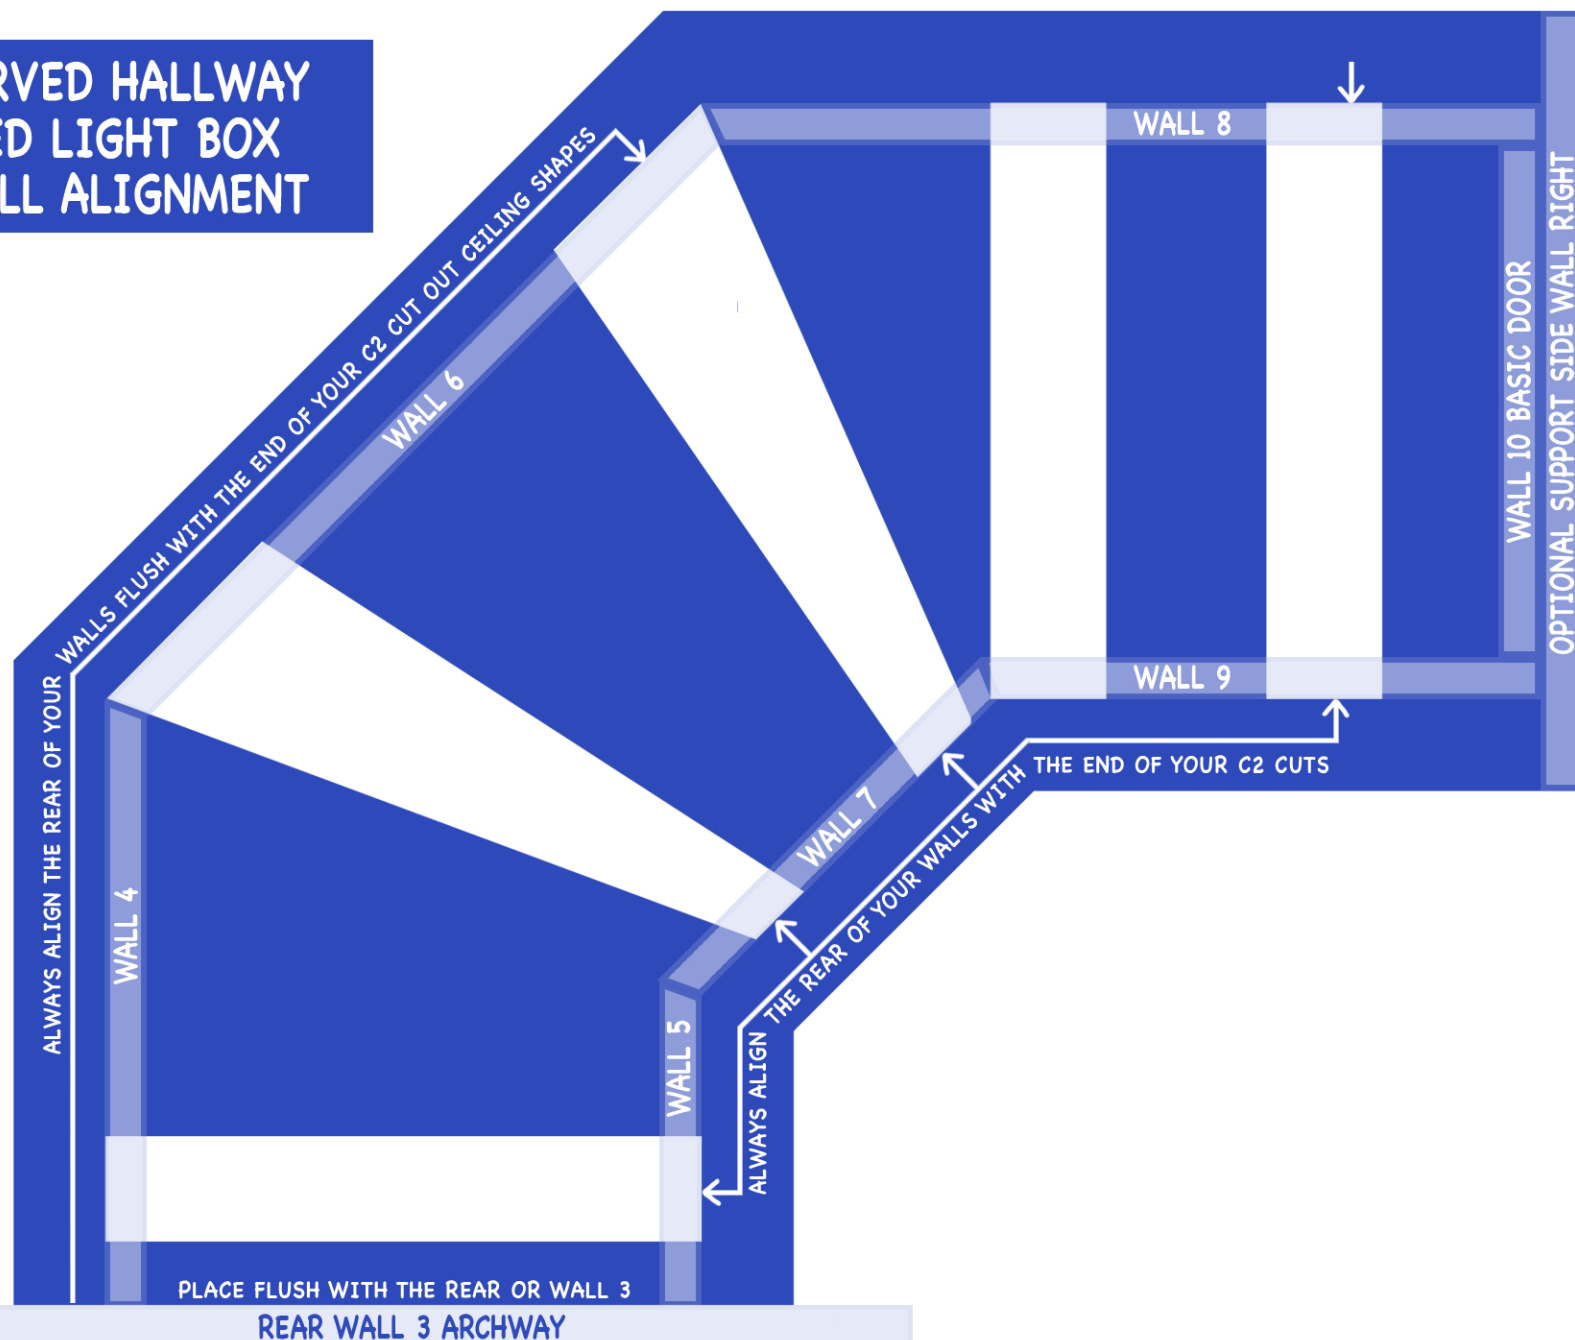 RVED HALLWAY
ED LIGHT BOX
LL ALIGNMENT
WALL 8
WALLS FLUSH WITH THE END OF YOUR C2 CUT OUT CEILING SHAPES
WALL 6
WALL 10 BASIC DOOR
OPTIONAL SUPPORT SIDE WALL RIGHT
ALWAYS ALIGN THE REAR OF YOUR
WALL 4
WALL 9
THE END OF YOUR C2 CUTS
WALL 7
THE REAR OF YOUR WALLS WITH
WALL 5
ALWAYS ALIGN
PLACE FLUSH WITH THE REAR OR WALL 3
REAR WALL 3 ARCHWAY